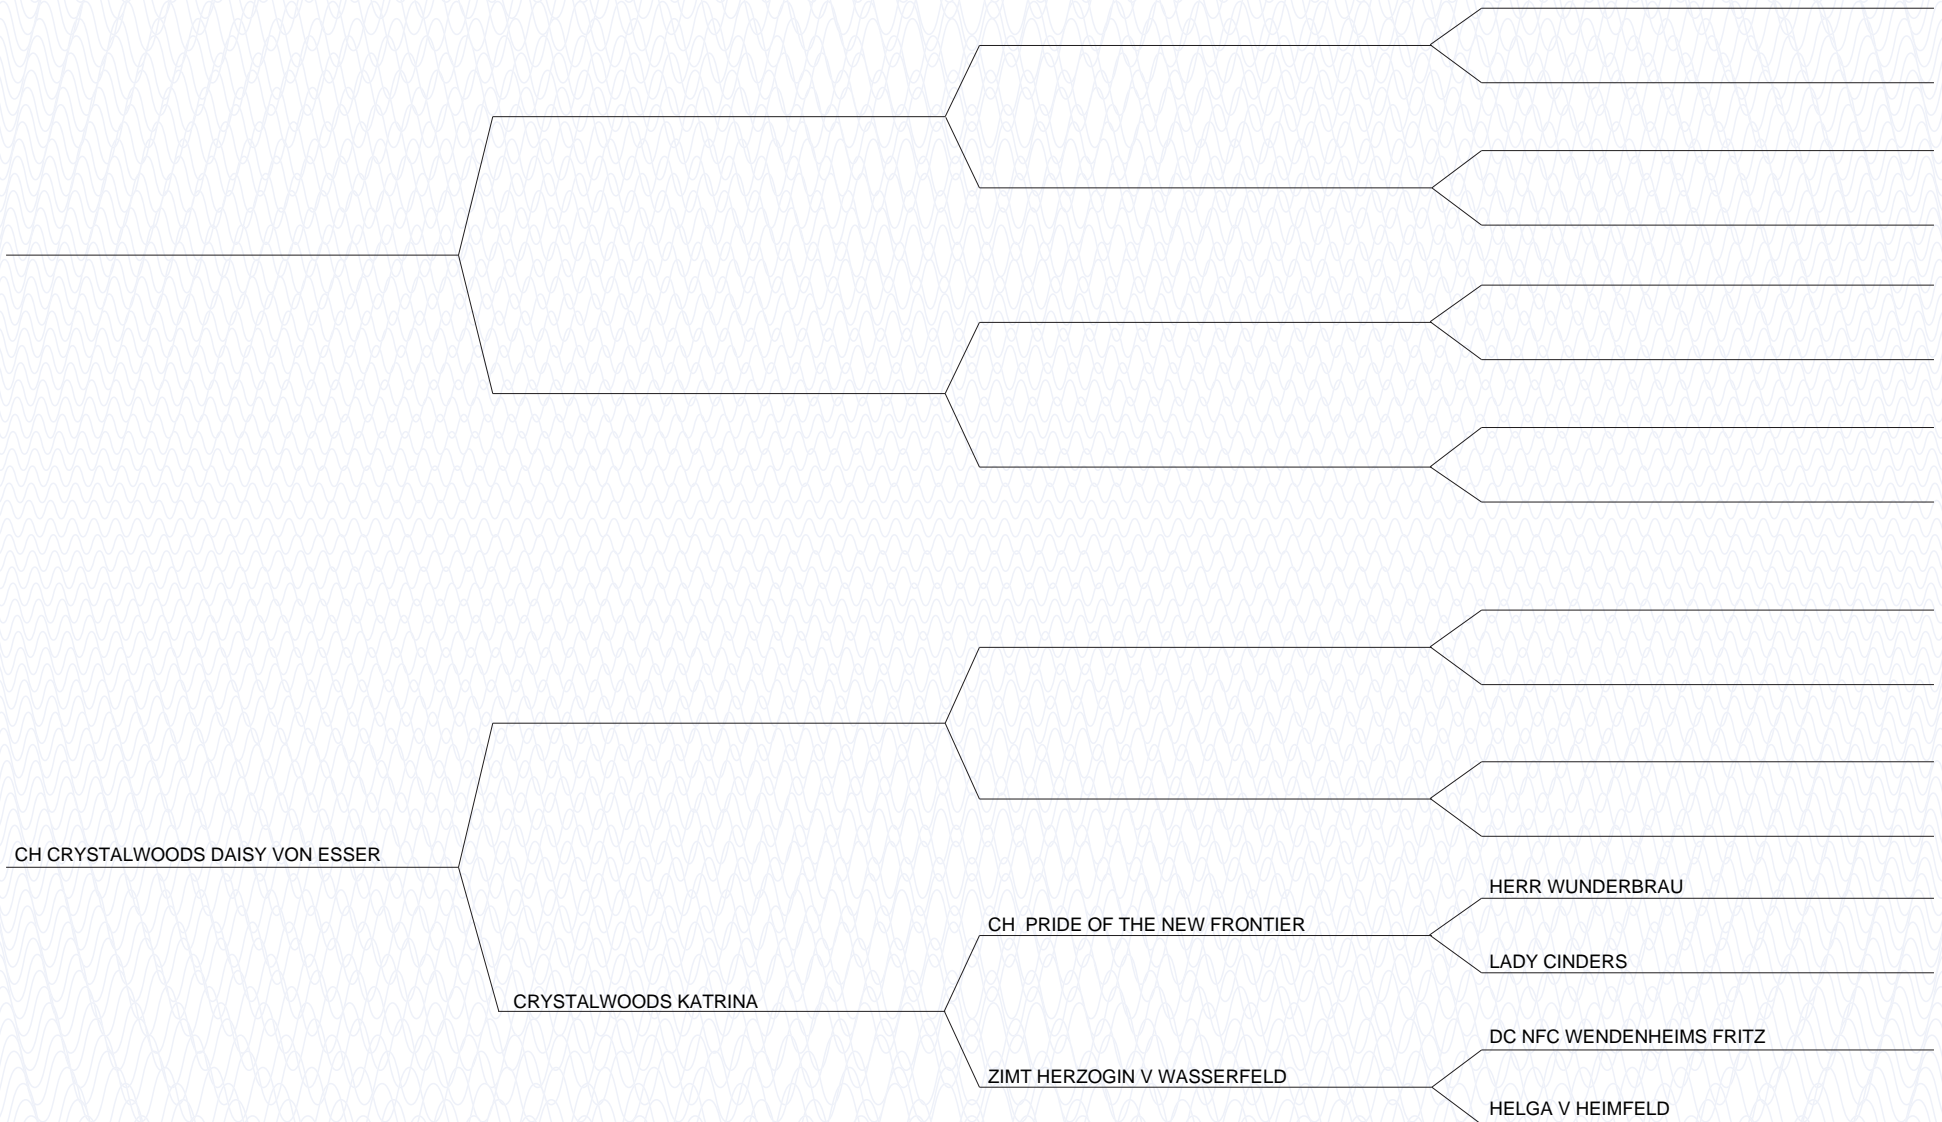 CH CRYSTALWOODS DAISY VON ESSER
HERR WUNDERBRAU
CH  PRIDE OF THE NEW FRONTIER
LADY CINDERS
CRYSTALWOODS KATRINA
DC NFC WENDENHEIMS FRITZ
ZIMT HERZOGIN V WASSERFELD
HELGA V HEIMFELD